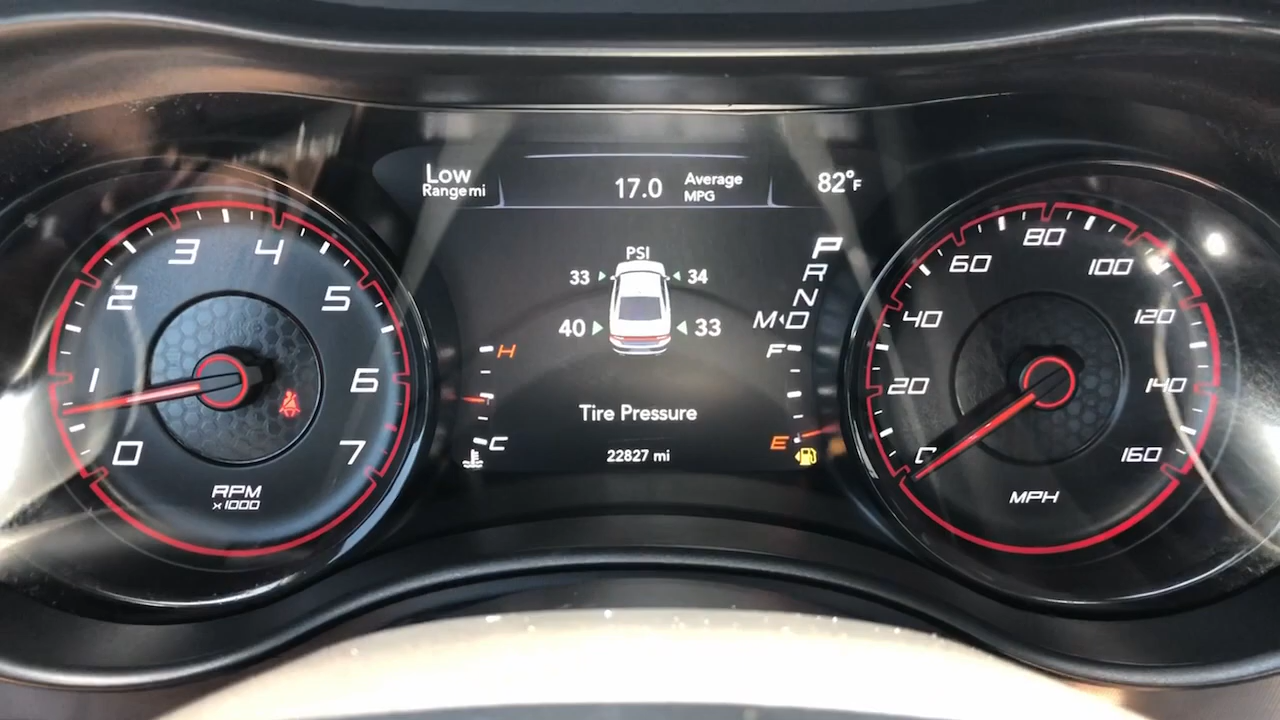 Low
Range mi
17.0 Average
MPG
82°F
PSI
33 34
40 33
Tire Pressure
22827 mi
P
R
N
M D
H
C
F
E
0
1
2
3
4
5
6
7
RPM
x1000
20
40
60
80
100
120
140
160
MPH